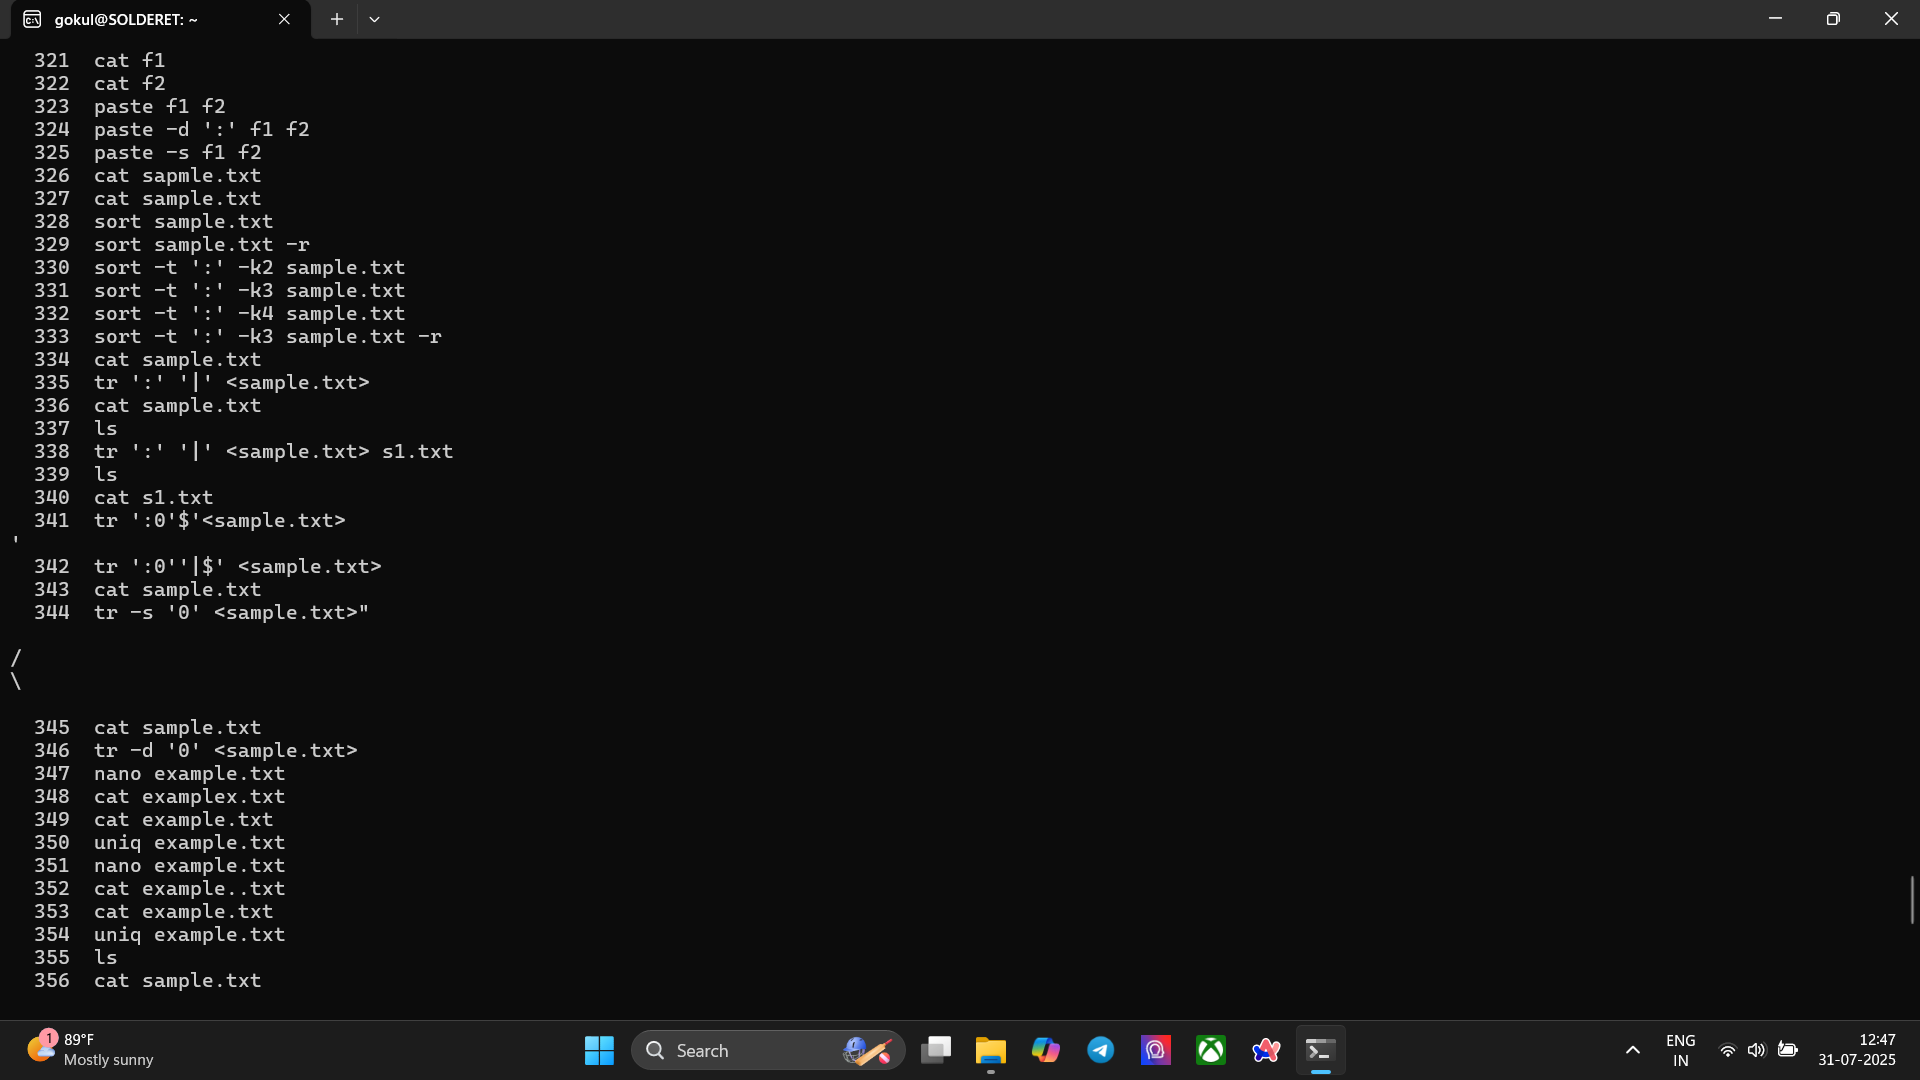 gokul@SOLDERET: ~
321  cat f1
322  cat f2
323  paste f1 f2
324  paste -d ':' f1 f2
325  paste -s f1 f2
326  cat sapmle.txt
327  cat sample.txt
328  sort sample.txt
329  sort sample.txt -r
330  sort -t ':' -k2 sample.txt
331  sort -t ':' -k3 sample.txt
332  sort -t ':' -k4 sample.txt
333  sort -t ':' -k3 sample.txt -r
334  cat sample.txt
335  tr ':' '|' <sample.txt>
336  cat sample.txt
337  ls
338  tr ':' '|' <sample.txt> s1.txt
339  ls
340  cat s1.txt
341  tr ':0'$'<sample.txt>
'
342  tr ':0''|$' <sample.txt>
343  cat sample.txt
344  tr -s '0' <sample.txt>"
/
\
345  cat sample.txt
346  tr -d '0' <sample.txt>
347  nano example.txt
348  cat examplex.txt
349  cat example.txt
350  uniq example.txt
351  nano example.txt
352  cat example..txt
353  cat example.txt
354  uniq example.txt
355  ls
356  cat sample.txt
1
89°F
Mostly sunny
Search
ENG
IN
12:47
31-07-2025